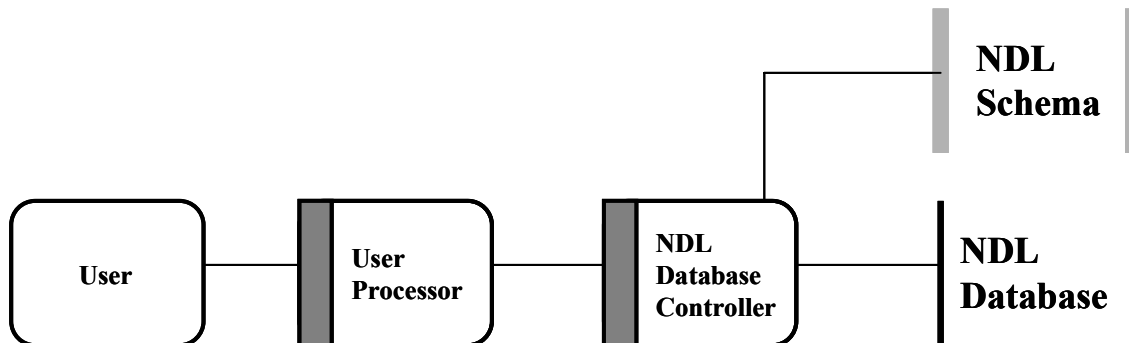 NDL
Schema
User
User
Processor
NDL
Database
Controller
NDL
Database